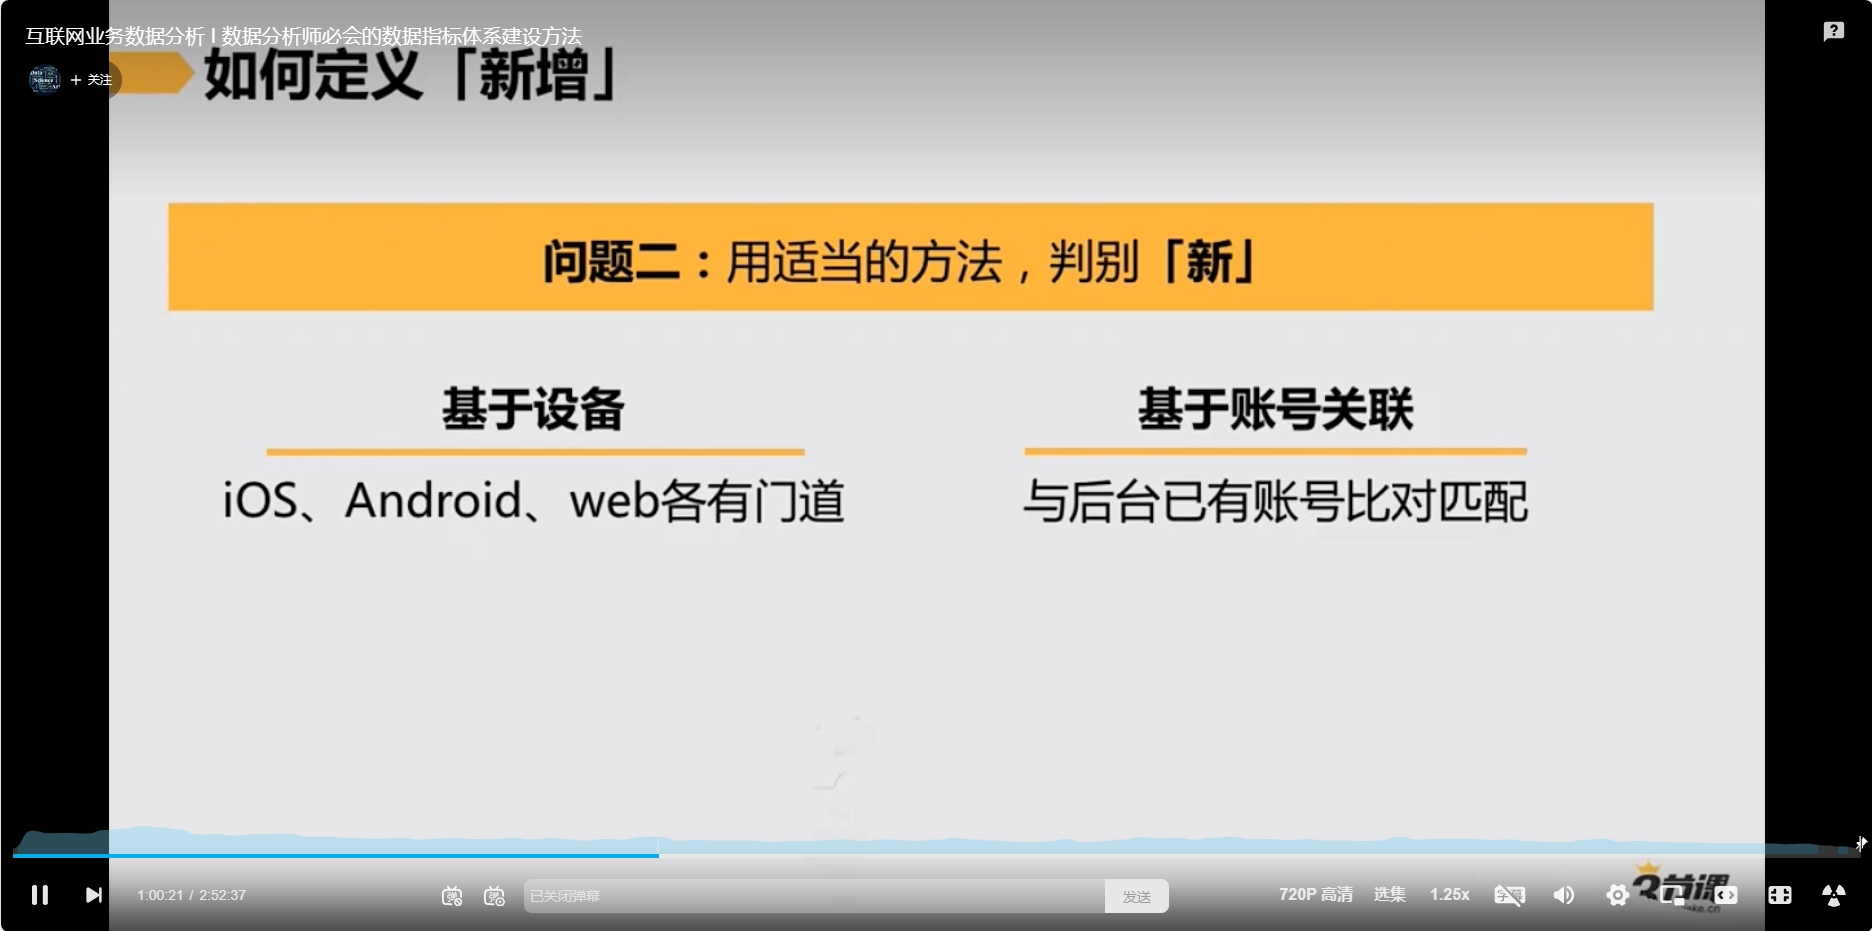 互联网业务数据分析 | 数据分析师必会的数据指标体系建设方法
+ 关注
如何定义「新增」
问题二：用适当的方法，判别「新」
基于设备
iOS、Android、web各有门道
基于账号关联
与后台已有账号比对匹配
1:00:21 / 2:52:37
已关闭弹幕
发送
720P 高清
选集
1.25x
字幕
3节课